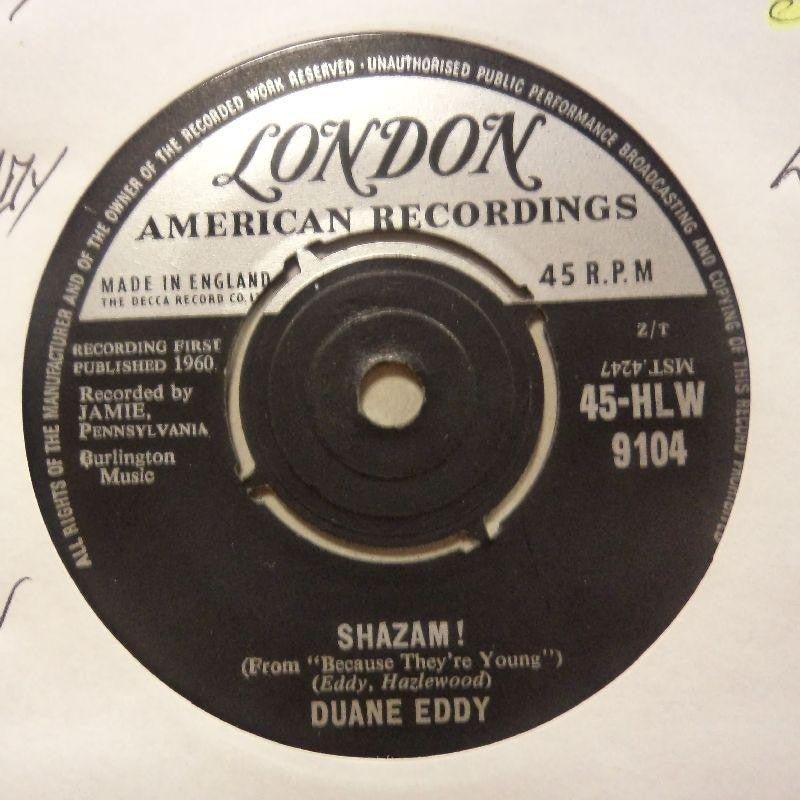 ALL RIGHTS OF THE MANUFACTURER AND OF THE OWNER OF THE RECORDED WORK RESERVED · UNAUTHORISED PUBLIC PERFORMANCE BROADCASTING AND COPYING OF THIS RECORD PROHIBITED
LONDON
AMERICAN RECORDINGS
MADE IN ENGLAND
THE DECCA RECORD CO.
45 R.P.M
RECORDING FIRST
PUBLISHED 1960.
Recorded by
JAMIE,
PENNSYLVANIA
Burlington
Music
Z/T
MST.4247
45-HLW
9104
SHAZAM!
(From "Because They're Young")
(Eddy, Hazlewood)
DUANE EDDY